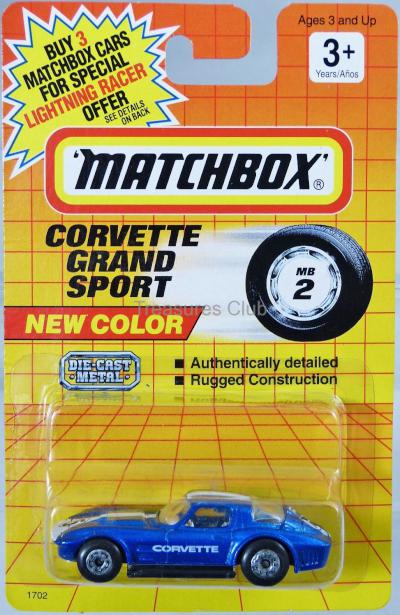 BUY 3
MATCHBOX CARS
FOR SPECIAL
LIGHTNING RACER
OFFER
SEE DETAILS
ON BACK
Ages 3 and Up
3+
Years/Años
'MATCHBOX'®
CORVETTE
GRAND
SPORT
MB
2
Treasures Club
NEW COLOR
DIE-CAST
METAL
■ Authentically detailed
■ Rugged Construction
CORVETTE
1702